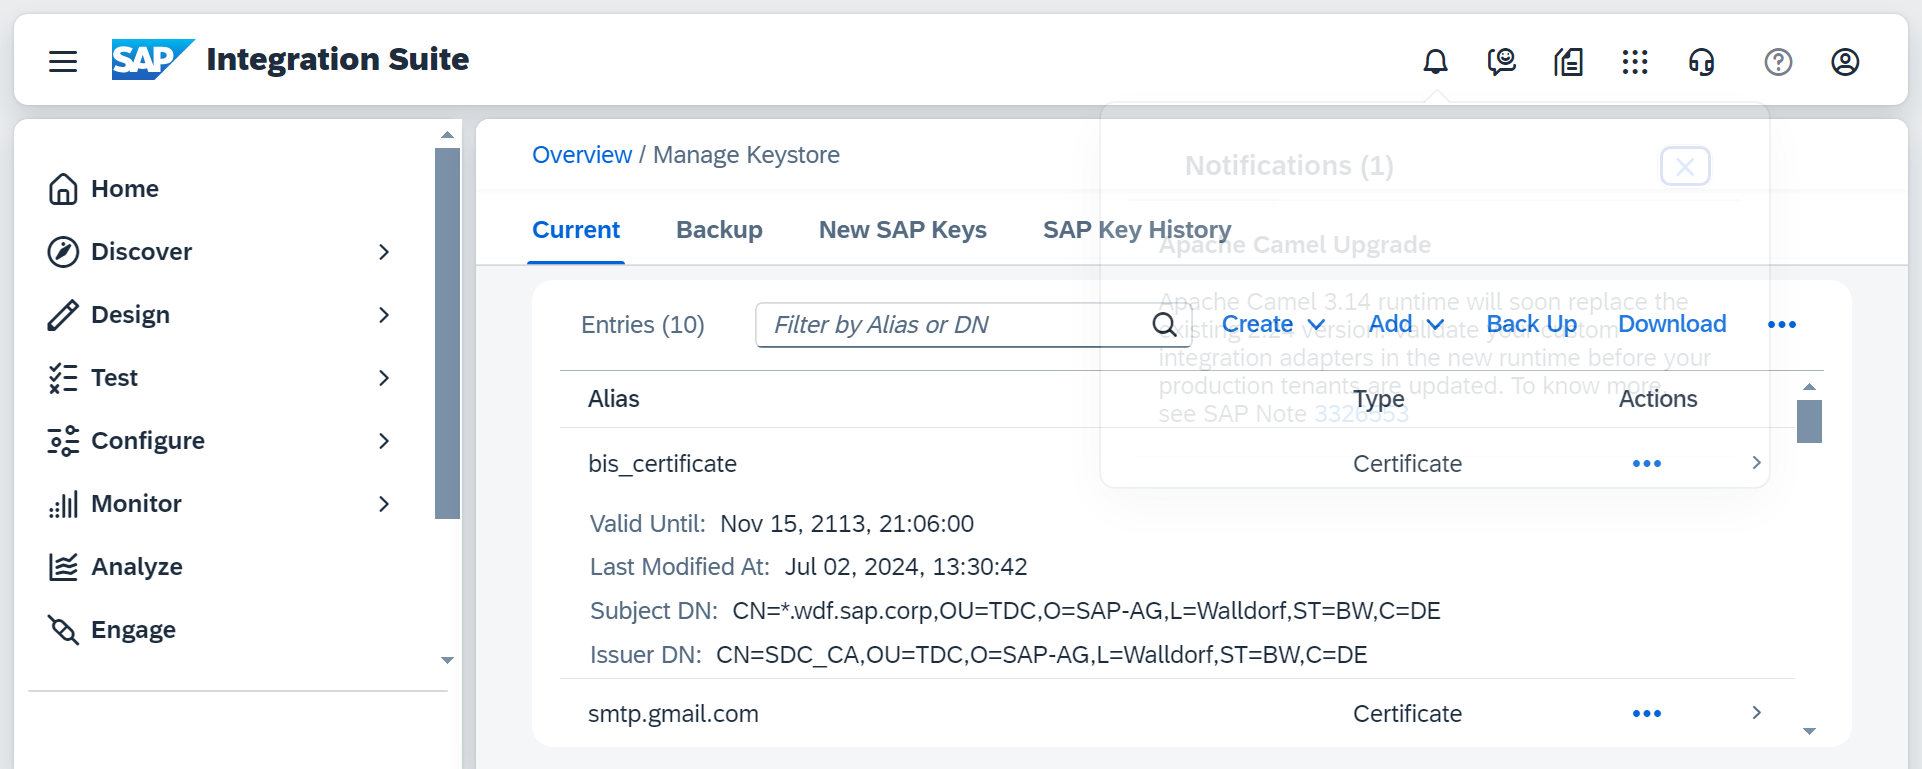 SAP Integration Suite
Home
Discover
Design
Test
Configure
Monitor
Analyze
Engage
Overview / Manage Keystore
Current Backup New SAP Keys SAP Key History
Entries (10) Filter by Alias or DN Create Add Back Up Download
Alias Type Actions
bis_certificate Certificate
Valid Until: Nov 15, 2113, 21:06:00
Last Modified At: Jul 02, 2024, 13:30:42
Subject DN: CN=*.wdf.sap.corp,OU=TDC,O=SAP-AG,L=Walldorf,ST=BW,C=DE
Issuer DN: CN=SDC_CA,OU=TDC,O=SAP-AG,L=Walldorf,ST=BW,C=DE
smtp.gmail.com Certificate
Notifications (1)
Apache Camel Upgrade
Apache Camel 3.14 runtime will soon replace the
existing 2.24 version. Validate your custom
integration adapters in the new runtime before your
production tenants are updated. To know more,
see SAP Note 3326553